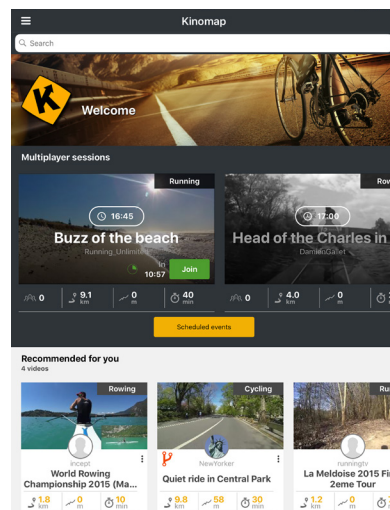 Kinomap
Search
Welcome
Multiplayer sessions
Running
16:45
Buzz of the beach
Running_Unlimited
in
10:57
Join
0
9.1
km
0
m
40
min
17:00
Head of the Charles in
DamienGallet
0
4.0
km
0
m
Scheduled events
Recommended for you
4 videos
Rowing
incept
World Rowing
Championship 2015 (Ma...
1.8
km
0
m
10
min
Cycling
NewYorker
Quiet ride in Central Park
9.8
km
58
m
30
min
runningtv
La Meldoise 2015 Fi
2eme Tour
1.2
km
0
m